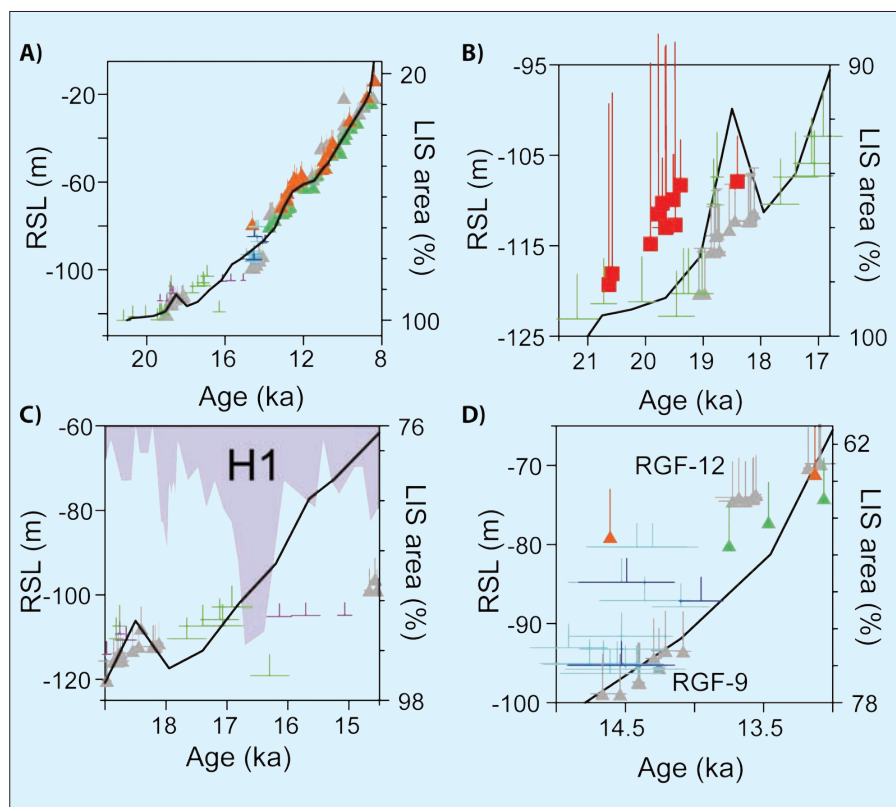 A)
-20
-60
-100
RSL (m)
20
100
LIS area (%)
20
16
12
8
Age (ka)
B)
-95
-105
-115
-125
RSL (m)
90
100
LIS area (%)
21
20
19
18
17
Age (ka)
C)
H1
-60
-80
-100
-120
RSL (m)
76
98
LIS area (%)
18
17
16
15
Age (ka)
D)
RGF-12
RGF-9
-70
-80
-90
-100
RSL (m)
62
78
LIS area (%)
14.5
13.5
Age (ka)